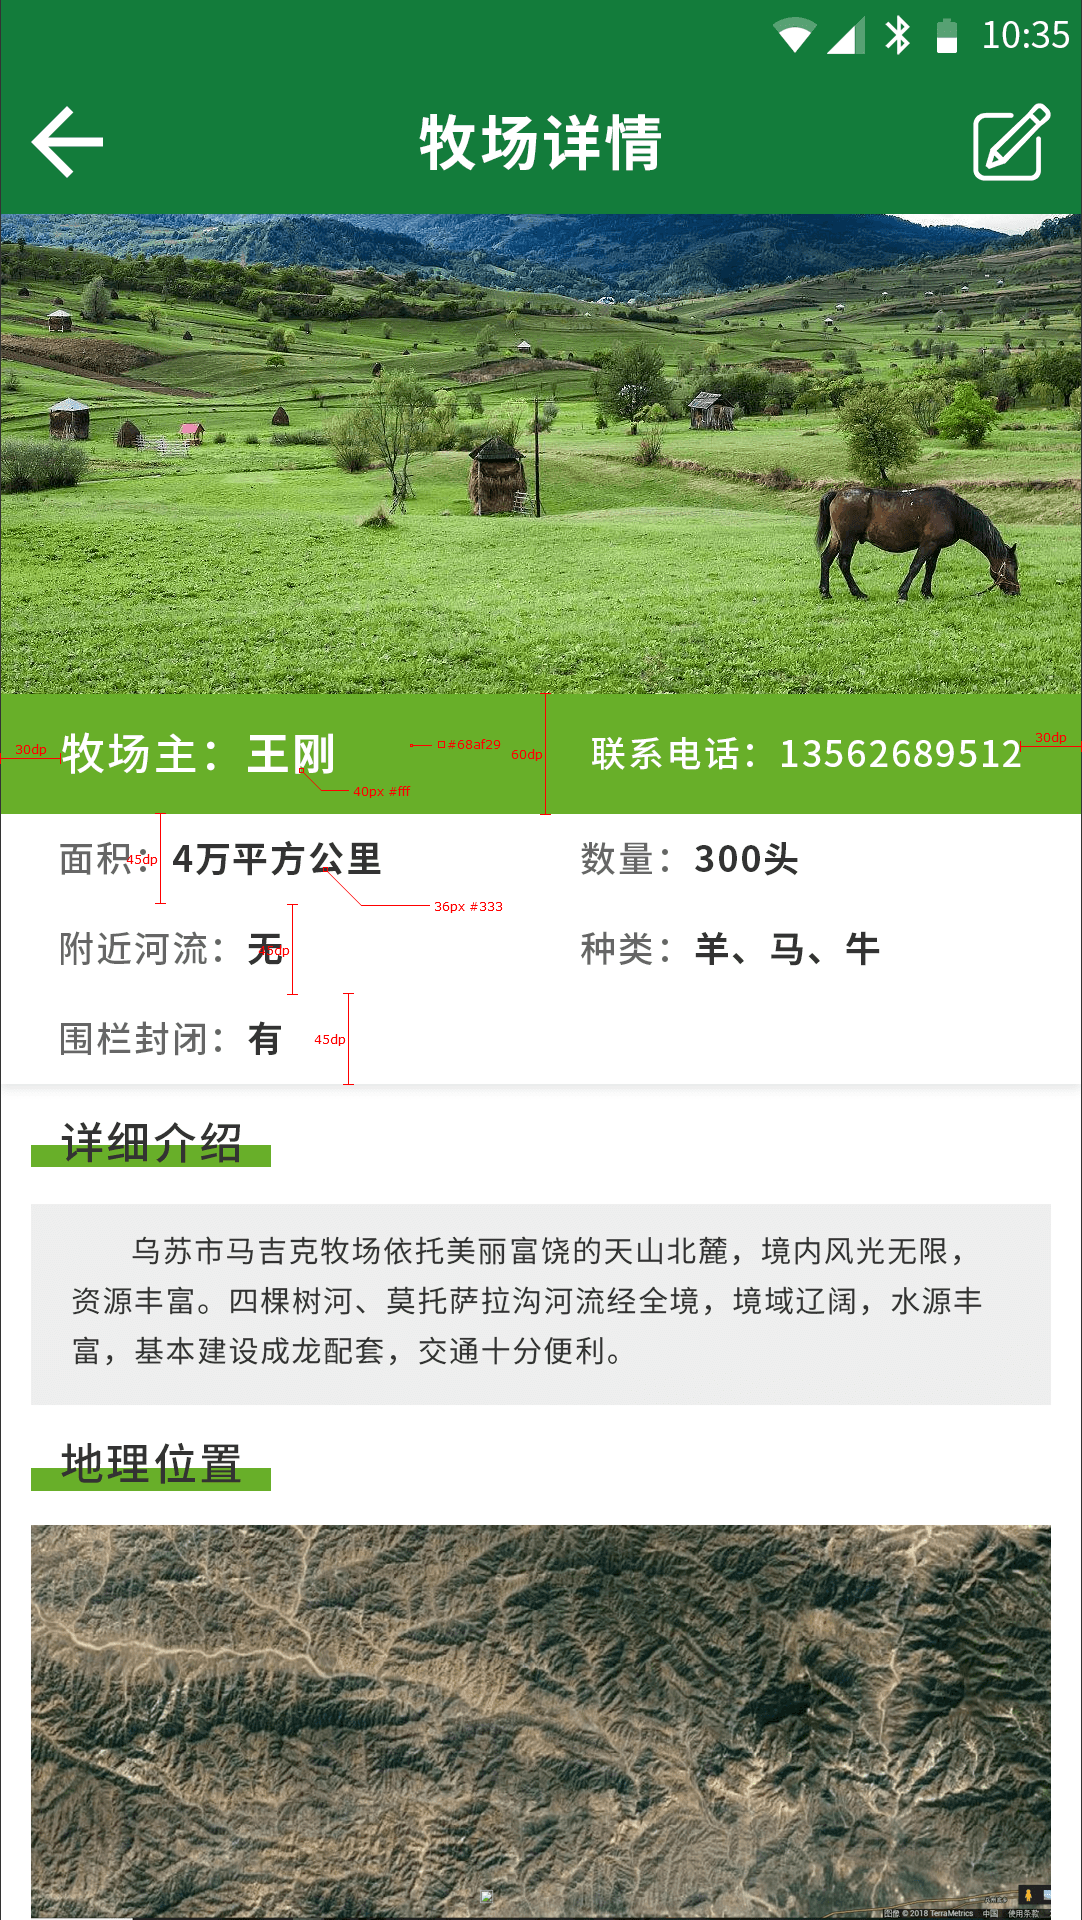 10:35
牧场详情
30dp
牧场主：王刚
#68af29
60dp
40px #fff
联系电话：13562689512
30dp
面积：4万平方公里
45dp
数量：300头
36px #333
附近河流：无
45dp
种类：羊、马、牛
围栏封闭：有
45dp
详细介绍
乌苏市马吉克牧场依托美丽富饶的天山北麓，境内风光无限，
资源丰富。四棵树河、莫托萨拉沟河流经全境，境域辽阔，水源丰
富，基本建设成龙配套，交通十分便利。
地理位置
图像 © 2018 TerraMetrics 中国 使用条款